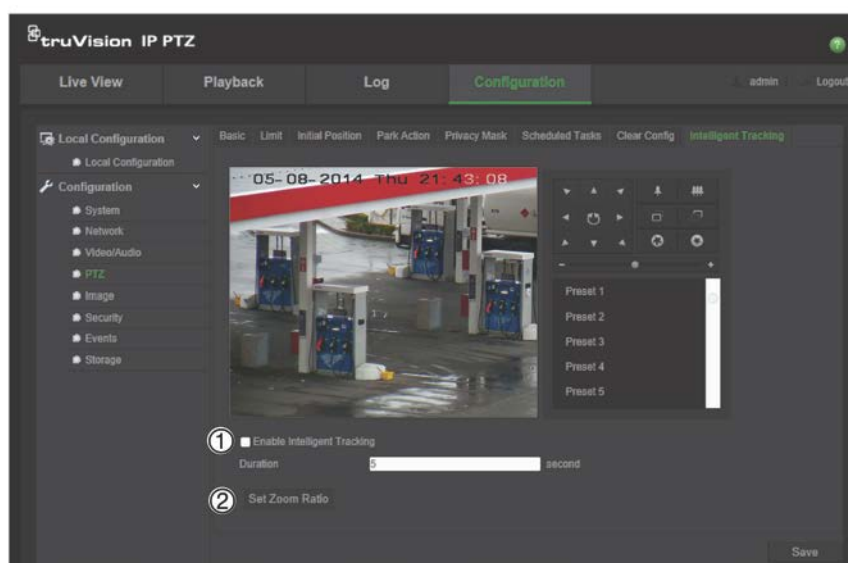 truVision IP PTZ
?
Live View Playback Log Configuration admin Logout
Local Configuration
Basic Limit Initial Position Park Action Privacy Mask Scheduled Tasks Clear Config Intelligent Tracking
Local Configuration
Configuration
System
Network
Video/Audio
PTZ
Image
Security
Events
Storage
05-08-2014 Thu 21:43:08
Preset 1
Preset 2
Preset 3
Preset 4
Preset 5
1 Enable Intelligent Tracking
Duration 5 second
2 Set Zoom Ratio
Save